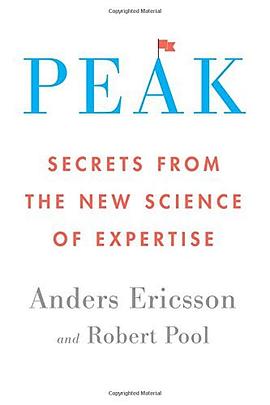 Copyrighted Material
PEAK
SECRETS FROM
THE NEW SCIENCE
OF EXPERTISE
Anders Ericsson
and Robert Pool
Copyrighted Material